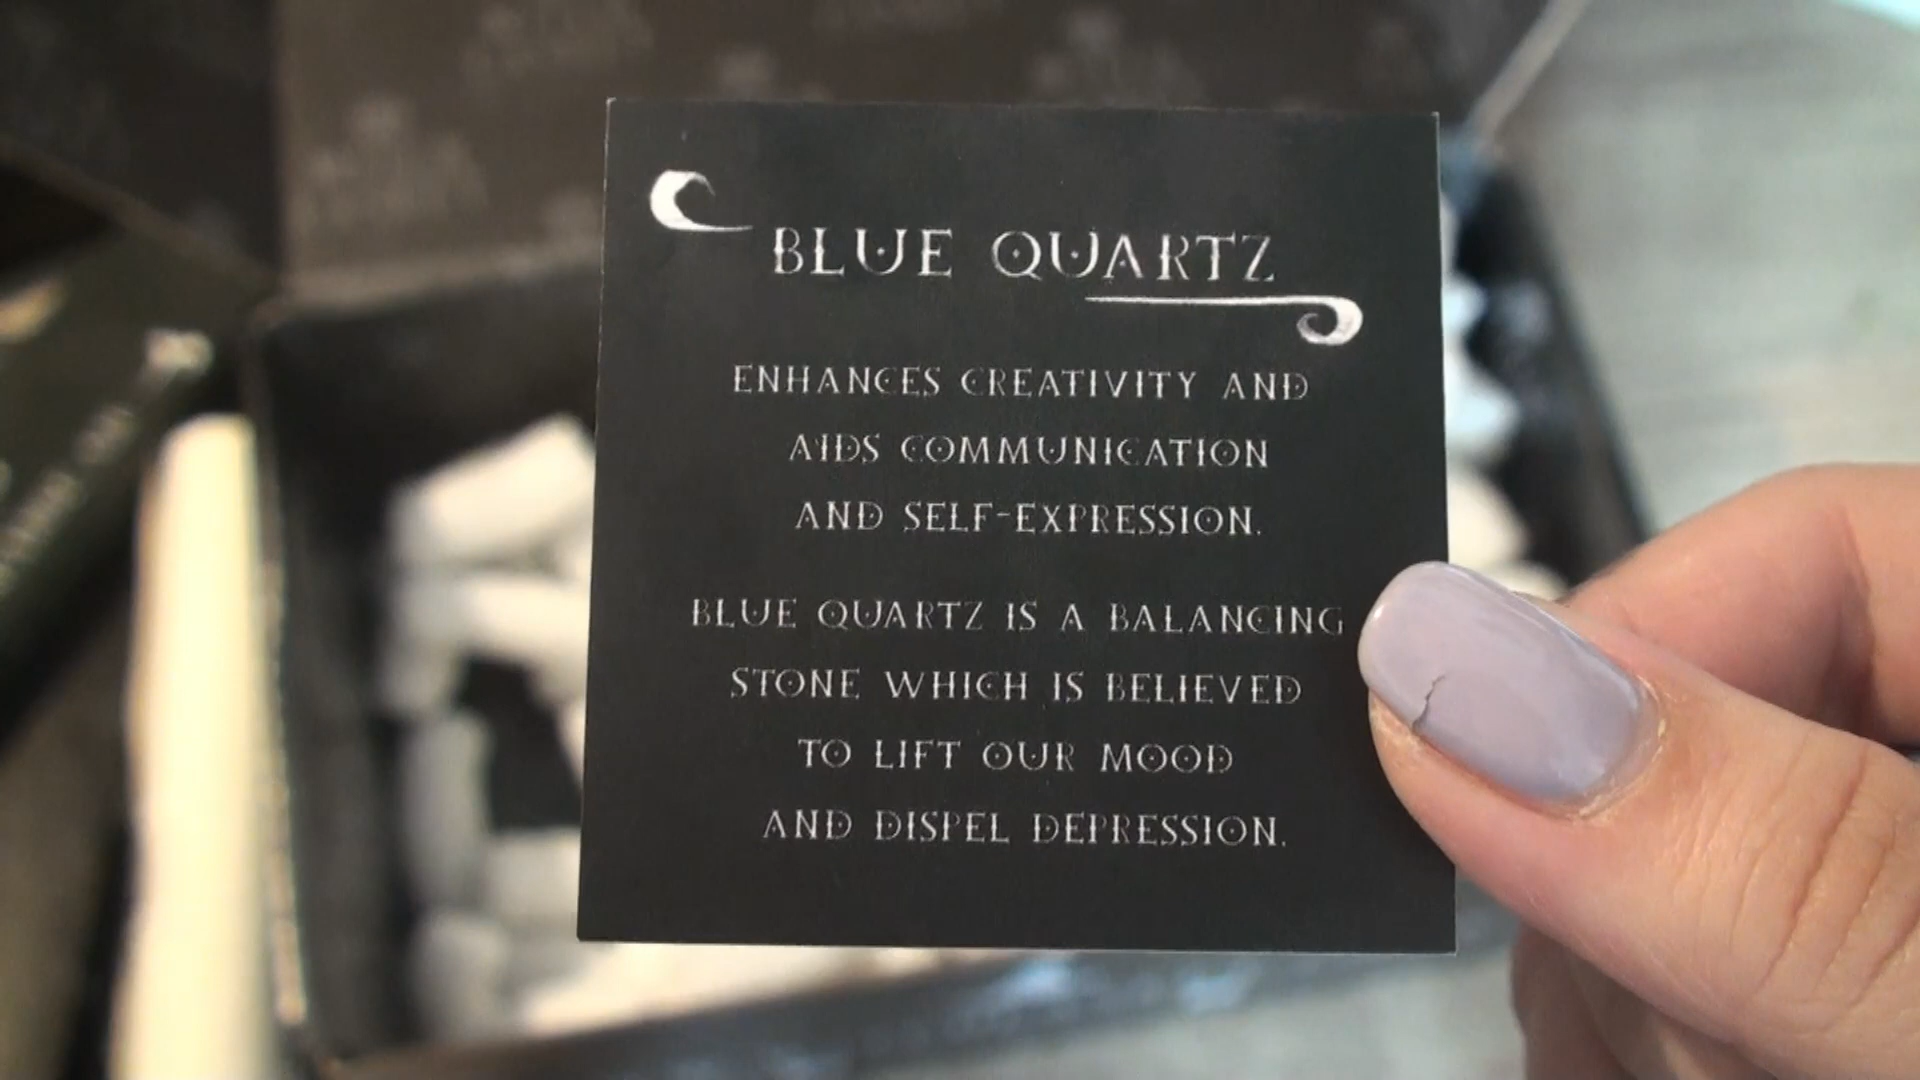 BLUE QUARTZ
ENHANCES CREATIVITY AND
AIDS COMMUNICATION
AND SELF-EXPRESSION.
BLUE QUARTZ IS A BALANCING
STONE WHICH IS BELIEVED
TO LIFT OUR MOOD
AND DISPEL DEPRESSION.